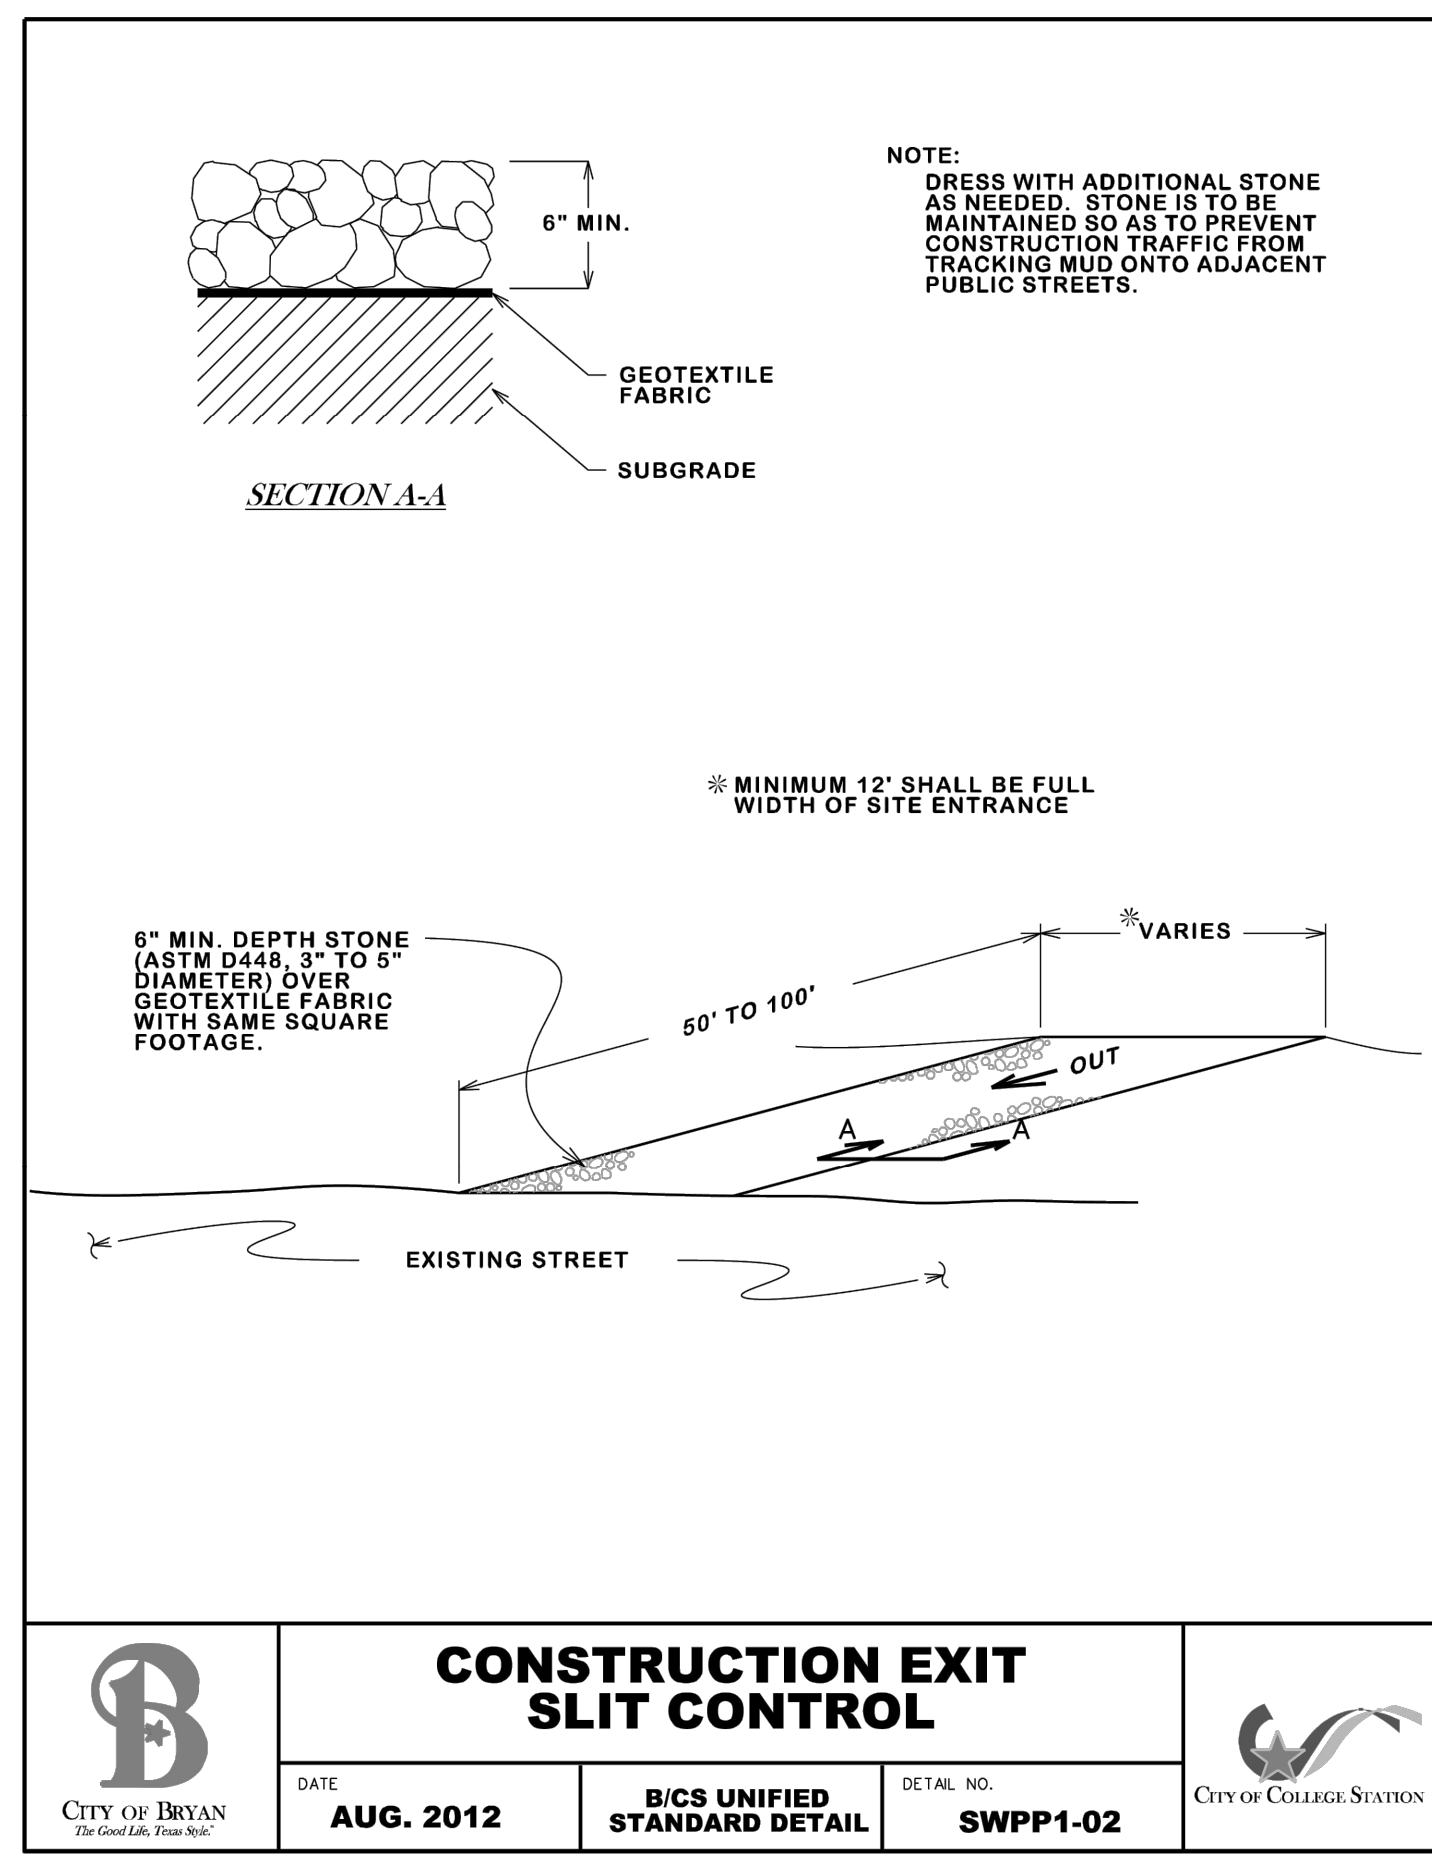 NOTE:
DRESS WITH ADDITIONAL STONE
AS NEEDED. STONE IS TO BE
MAINTAINED SO AS TO PREVENT
CONSTRUCTION TRAFFIC FROM
TRACKING MUD ONTO ADJACENT
PUBLIC STREETS.
6" MIN.
GEOTEXTILE
FABRIC
SUBGRADE
SECTION A-A
MINIMUM 12' SHALL BE FULL
WIDTH OF SITE ENTRANCE
VARIES
6" MIN. DEPTH STONE
(ASTM D448, 3" TO 5"
DIAMETER) OVER
GEOTEXTILE FABRIC
WITH SAME SQUARE
FOOTAGE.
50' TO 100'
OUT
A
A
EXISTING STREET
CONSTRUCTION EXIT
SLIT CONTROL
DATE
AUG. 2012
B/CS UNIFIED
STANDARD DETAIL
DETAIL NO.
SWPP1-02
B
CITY OF BRYAN
The Good Life, Texas Style.™
CITY OF COLLEGE STATION